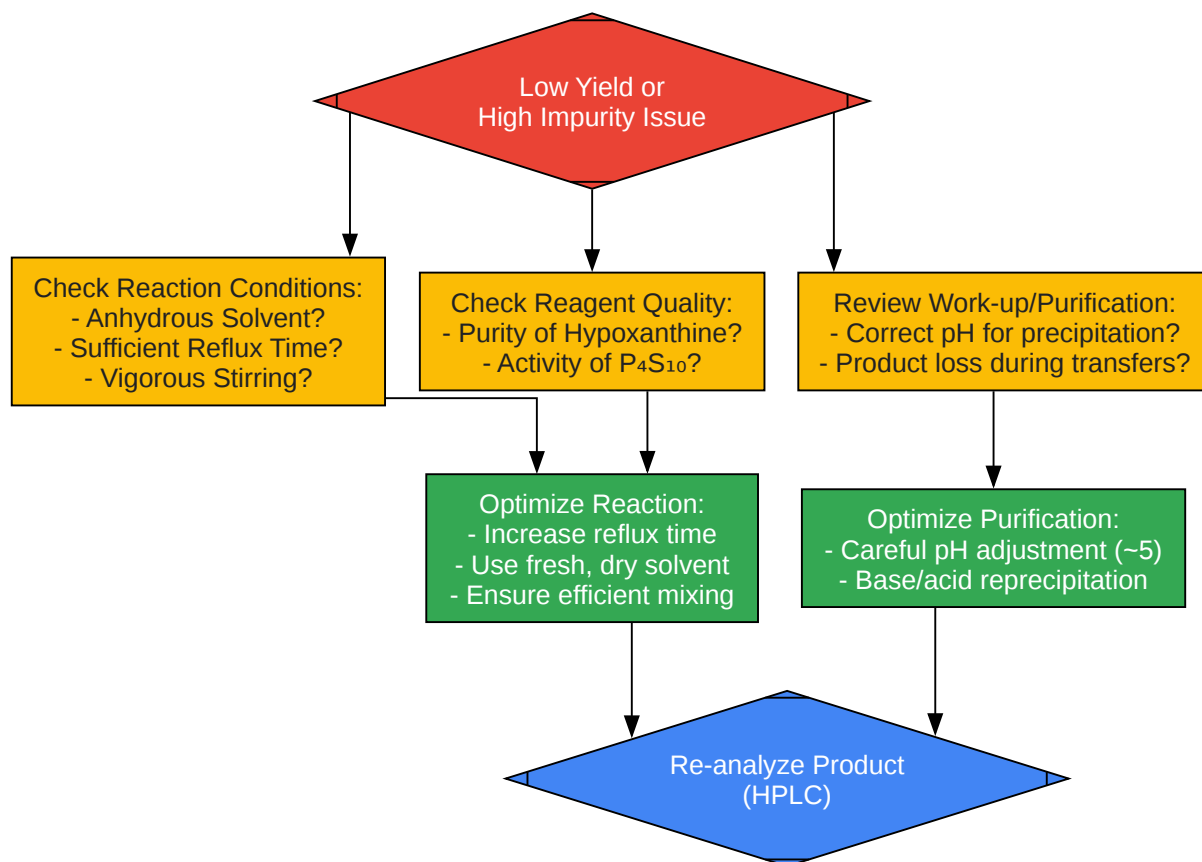 Low Yield or
High Impurity Issue
Check Reaction Conditions:
- Anhydrous Solvent?
- Sufficient Reflux Time?
- Vigorous Stirring?
Check Reagent Quality:
- Purity of Hypoxanthine?
- Activity of P₄S₁₀?
Review Work-up/Purification:
- Correct pH for precipitation?
- Product loss during transfers?
Optimize Reaction:
- Increase reflux time
- Use fresh, dry solvent
- Ensure efficient mixing
Optimize Purification:
- Careful pH adjustment (~5)
- Base/acid reprecipitation
Re-analyze Product
(HPLC)